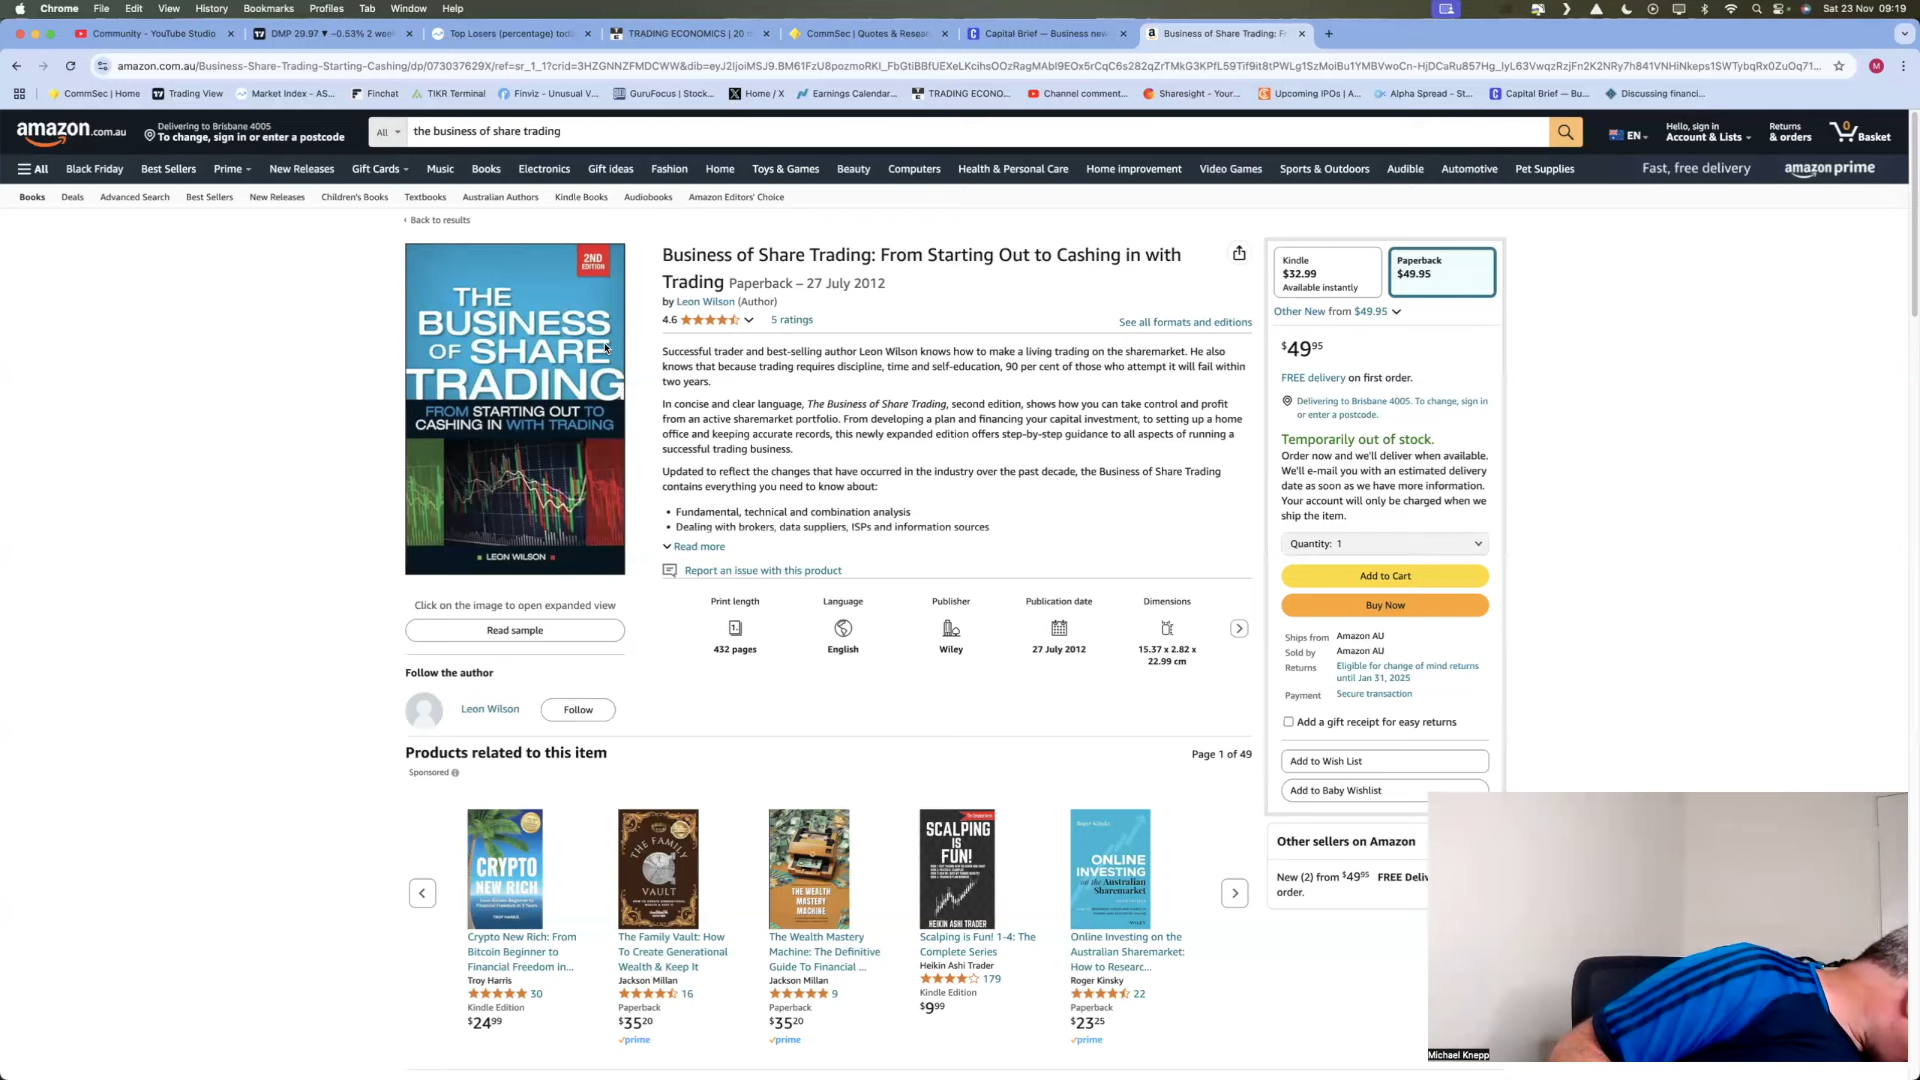 Chrome File Edit View History Bookmarks Profiles Tab Window Help
Sat 23 Nov 09:19
Community - YouTube Studio
DMP 29.97 ▼ −0.53% 2 wee
Top Losers (percentage) tod
TRADING ECONOMICS | 20 
CommSec | Quotes & Resea
Capital Brief — Business new
Business of Share Trading: F
CommSec | Home
Trading View
Market Index - AS...
Finchat
TIKR Terminal
Finviz - Unusual V...
GuruFocus | Stock...
Home / X
Earnings Calendar...
TRADING ECONO...
Channel comment...
Sharesight - Your...
Upcoming IPOs | A...
Alpha Spread - St...
Capital Brief — Bu...
Discussing financi...
amazon.com.au
Delivering to Brisbane 4005
To change, sign in or enter a postcode
All
the business of share trading
EN
Hello, sign in
Account & Lists
Returns
& orders
0
Basket
All Black Friday Best Sellers Prime New Releases Gift Cards Music Books Electronics Gift ideas Fashion Home Toys & Games Beauty Computers Health & Personal Care Home improvement Video Games Sports & Outdoors Audible Automotive Pet Supplies
Fast, free delivery amazon prime
Books Deals Advanced Search Best Sellers New Releases Children's Books Textbooks Australian Authors Kindle Books Audiobooks Amazon Editors' Choice
‹ Back to results
2ND
EDITION
THE
BUSINESS
OF SHARE
TRADING
FROM STARTING OUT TO
CASHING IN WITH TRADING
LEON WILSON
Click on the image to open expanded view
Read sample
Follow the author
Leon Wilson
Follow
Business of Share Trading: From Starting Out to Cashing in with
Trading Paperback – 27 July 2012
by Leon Wilson (Author)
4.6
5 ratings
See all formats and editions
Successful trader and best-selling author Leon Wilson knows how to make a living trading on the sharemarket. He also
knows that because trading requires discipline, time and self-education, 90 per cent of those who attempt it will fail within
two years.
In concise and clear language, The Business of Share Trading, second edition, shows how you can take control and profit
from an active sharemarket portfolio. From developing a plan and financing your capital investment, to setting up a home
office and keeping accurate records, this newly expanded edition offers step-by-step guidance to all aspects of running a
successful trading business.
Updated to reflect the changes that have occurred in the industry over the past decade, the Business of Share Trading
contains everything you need to know about:
• Fundamental, technical and combination analysis
• Dealing with brokers, data suppliers, ISPs and information sources
Read more
Report an issue with this product
Print length
432 pages
Language
English
Publisher
Wiley
Publication date
27 July 2012
Dimensions
15.37 x 2.82 x
22.99 cm
Kindle
$32.99
Available instantly
Paperback
$49.95
Other New from $49.95
$49 95
FREE delivery on first order.
Delivering to Brisbane 4005. To change, sign in
or enter a postcode.
Temporarily out of stock.
Order now and we'll deliver when available.
We'll e-mail you with an estimated delivery
date as soon as we have more information.
Your account will only be charged when we
ship the item.
Quantity: 1
Add to Cart
Buy Now
Ships from Amazon AU
Sold by Amazon AU
Returns Eligible for change of mind returns
until Jan 31, 2025
Payment Secure transaction
Add a gift receipt for easy returns
Add to Wish List
Add to Baby Wishlist
Other sellers on Amazon
New (2) from $49 95 FREE Deliv
order.
Products related to this item
Page 1 of 49
Sponsored
CRYPTO
NEW RICH
Crypto New Rich: From
Bitcoin Beginner to
Financial Freedom in...
Troy Harris
30
Kindle Edition
$24 99
THE FAMILY
VAULT
The Family Vault: How
To Create Generational
Wealth & Keep It
Jackson Millan
16
Paperback
$35 20
prime
THE WEALTH
MASTERY
MACHINE
The Wealth Mastery
Machine: The Definitive
Guide To Financial ...
Jackson Millan
9
Paperback
$35 20
prime
SCALPING
IS
FUN!
HEIKIN ASHI TRADER
Scalping is Fun! 1-4: The
Complete Series
Heikin Ashi Trader
179
Kindle Edition
$9 99
Roger Kinsky
ONLINE
INVESTING
on the Australian
Sharemarket
WILEY
Online Investing on the
Australian Sharemarket:
How to Researc...
Roger Kinsky
22
Paperback
$23 25
prime
Michael Knepp